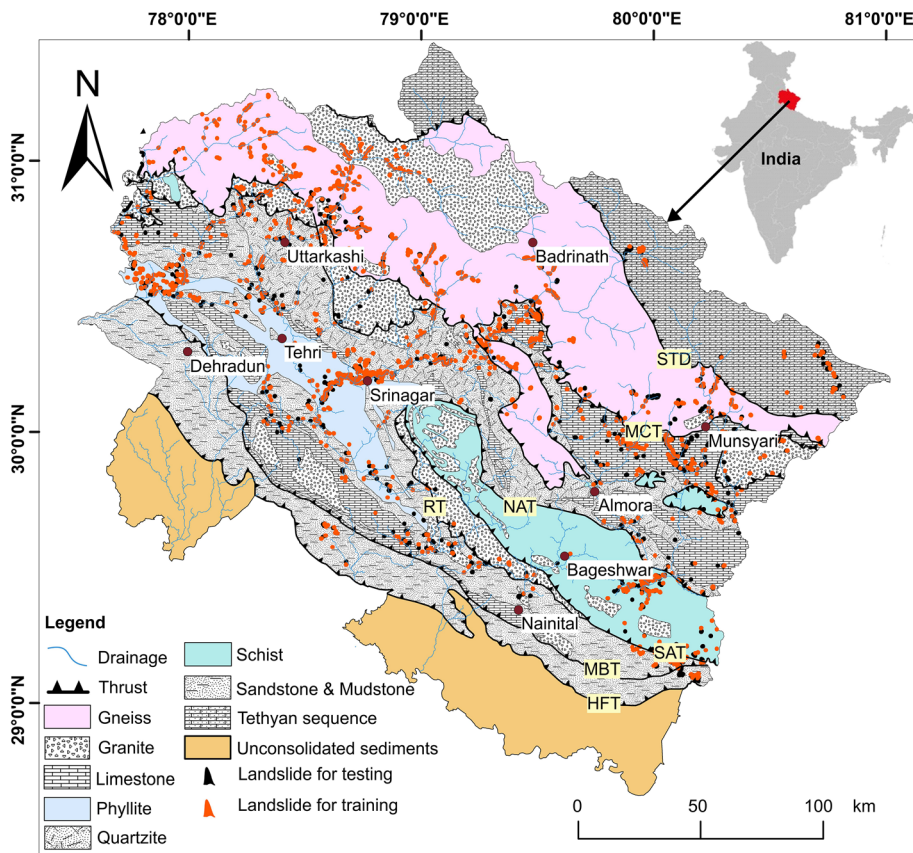 78°0'0"N
79°0'0"N
80°0'0"N
81°0'0"N
N
India
31°0'0"N
30°0'0"N
29°0'0"N
Uttarkashi
Badrinath
Tehri
Dehradun
Srinagar
STD
MCT
Munsyari
RT
NAT
Almora
Bageshwar
Nainital
SAT
MBT
HFT
Legend
Drainage
Thrust
Gneiss
Granite
Limestone
Phyllite
Quartzite
Schist
Sandstone & Mudstone
Tethyan sequence
Unconsolidated sediments
Landslide for testing
Landslide for training
0 50 100 km